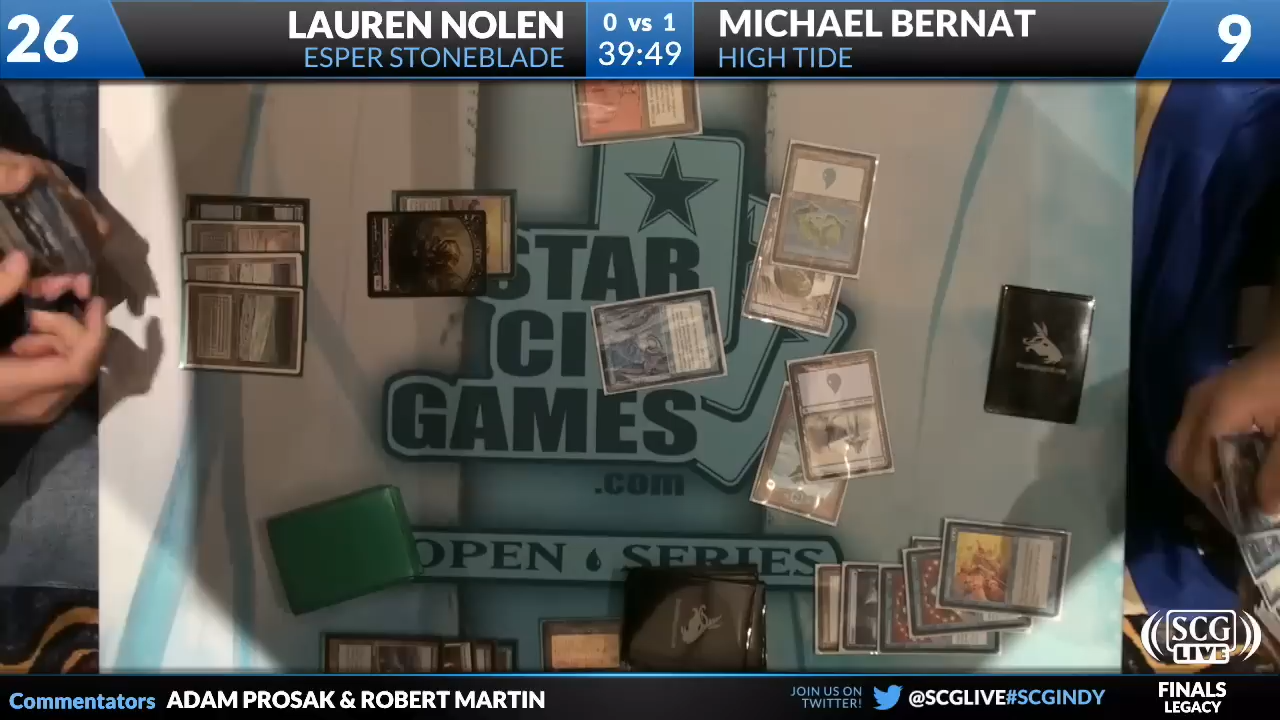 26
LAUREN NOLEN
ESPER STONEBLADE
0 vs 1
39:49
MICHAEL BERNAT
HIGH TIDE
9
STAR
CI
GAMES
.com
OPEN SERIES
SCG
LIVE
Commentators ADAM PROSAK & ROBERT MARTIN
JOIN US ON
TWITTER!
@SCGLIVE#SCGINDY
FINALS
LEGACY